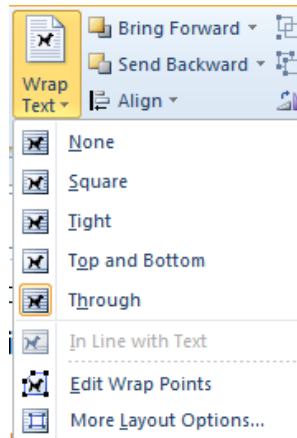 Bring Forward
Send Backward
Wrap
Text
Align
None
Square
Tight
Top and Bottom
Through
In Line with Text
Edit Wrap Points
More Layout Options...